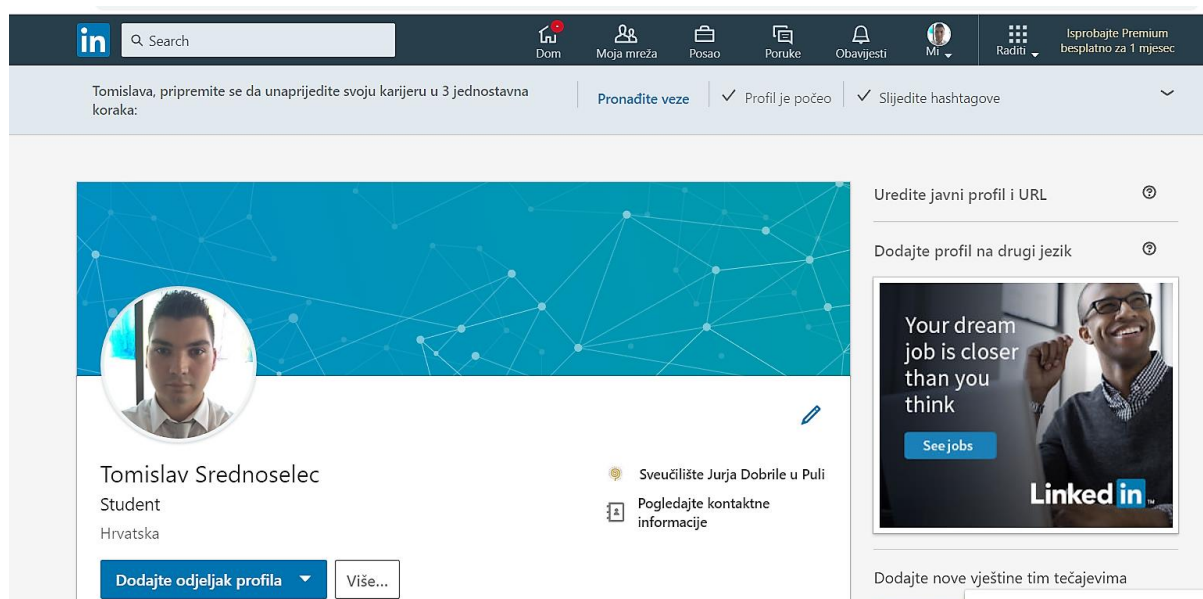 in
Search
Dom
Moja mreža
Posao
Poruke
Obavijesti
Mi
Raditi
Isprobajte Premium
besplatno za 1 mjesec
Tomislava, pripremite se da unaprijedite svoju karijeru u 3 jednostavna
koraka:
Pronađite veze
Profil je počeo
Slijedite hashtagove
Uredite javni profil i URL
Dodajte profil na drugi jezik
Your dream
job is closer
than you
think
See jobs
Linked in
Tomislav Srednoselec
Student
Hrvatska
Sveučilište Jurja Dobrile u Puli
Pogledajte kontaktne
informacije
Dodajte odjeljak profila
Više...
Dodajte nove vještine tim tečajevima